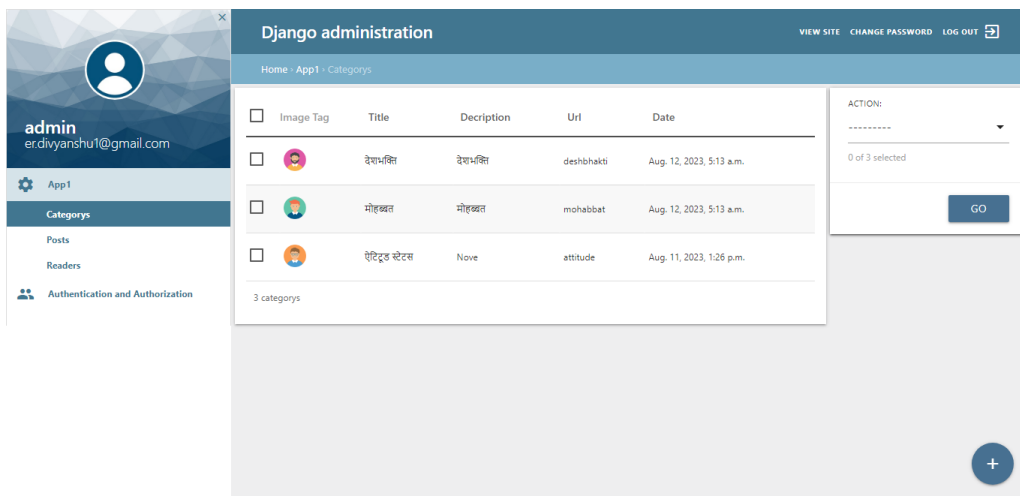 ×
admin
er.divyanshu1@gmail.com
App1
Categorys
Posts
Readers
Authentication and Authorization
Django administration
VIEW SITE CHANGE PASSWORD LOG OUT
Home › App1 › Categorys
Image Tag Title Decription Url Date
देशभक्ति देशभक्ति deshbhakti Aug. 12, 2023, 5:13 a.m.
मोहब्बत मोहब्बत mohabbat Aug. 12, 2023, 5:13 a.m.
ऐटिटूड स्टेटस Nove attitude Aug. 11, 2023, 1:26 p.m.
3 categorys
ACTION:
---------
0 of 3 selected
GO
+